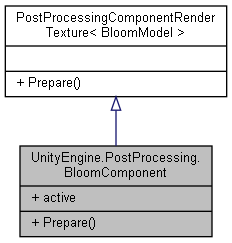 PostProcessingComponentRender
Texture< BloomModel >
+ Prepare()
UnityEngine.PostProcessing.
BloomComponent
+ active
+ Prepare()